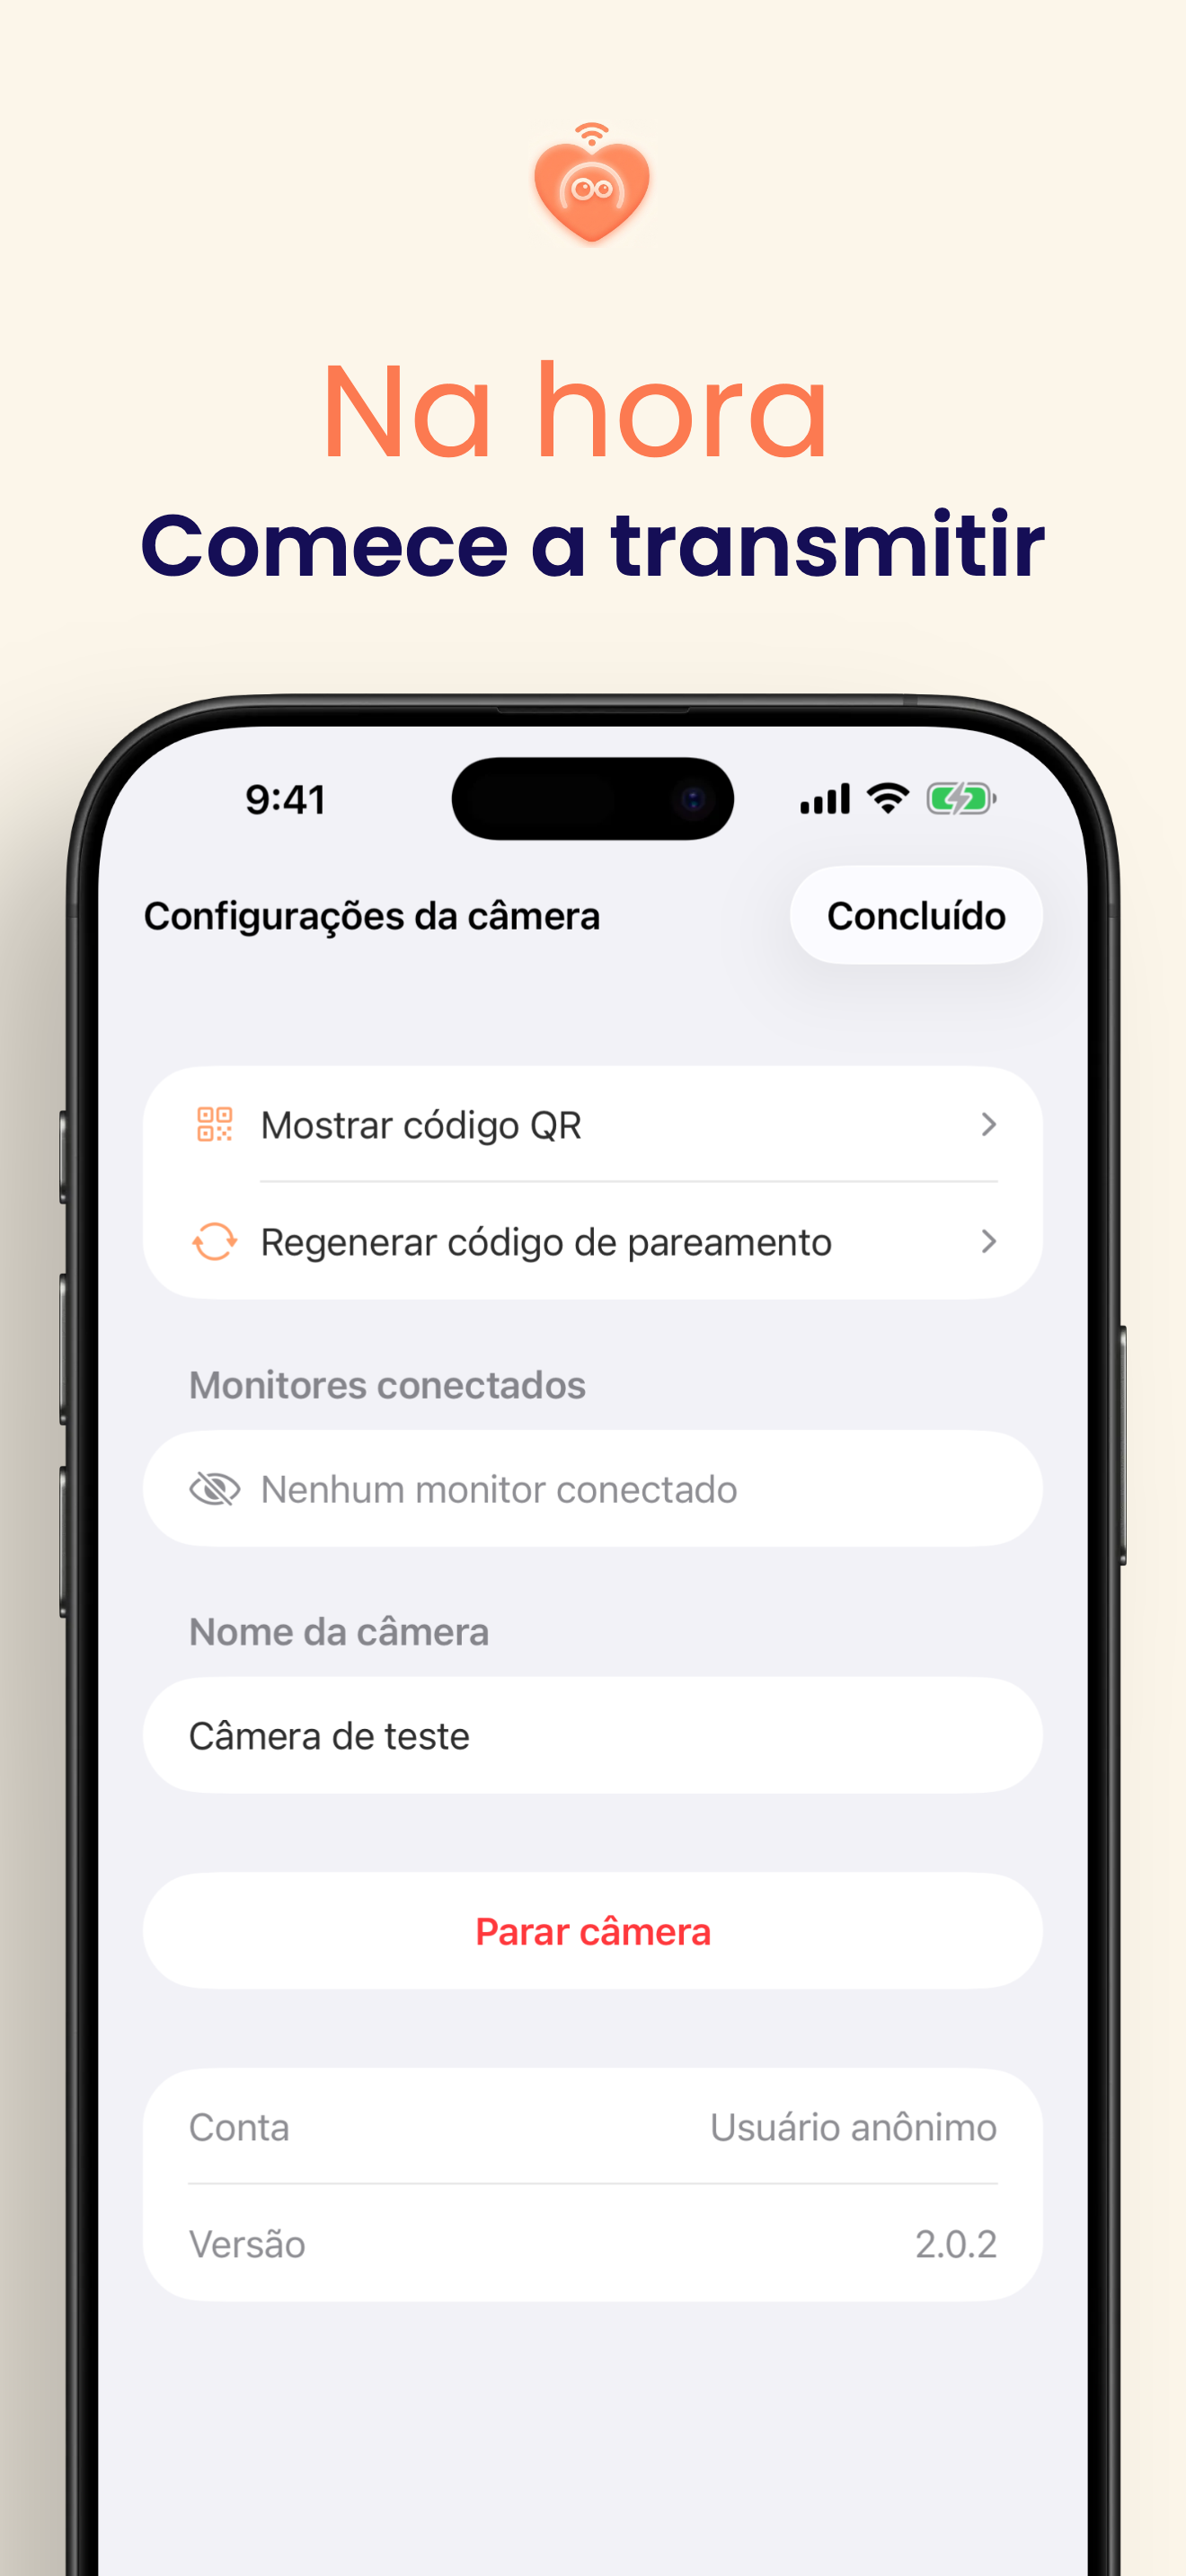 Na hora
Comece a transmitir
9:41
Configurações da câmera
Concluído
Mostrar código QR
Regenerar código de pareamento
Monitores conectados
Nenhum monitor conectado
Nome da câmera
Câmera de teste
Parar câmera
Conta
Usuário anônimo
Versão
2.0.2